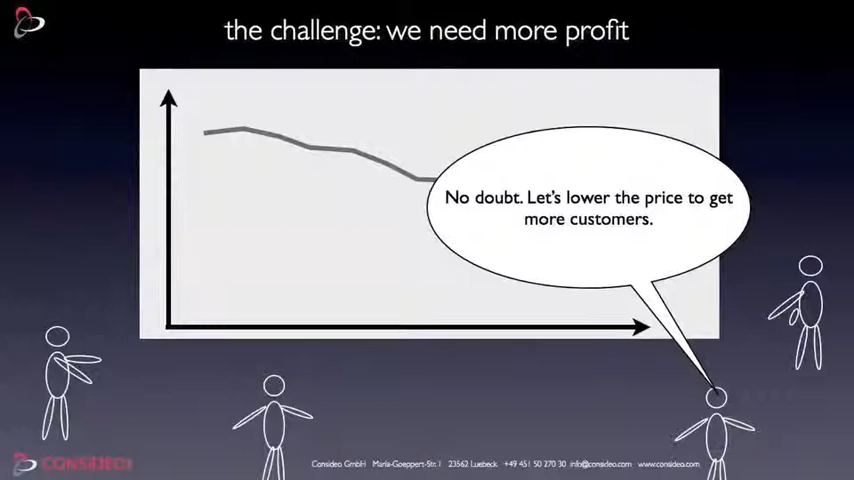 the challenge: we need more profit
No doubt. Let's lower the price to get
more customers.
CONSIDEO
Consideo GmbH Maria-Goeppert-Str. 1 23562 Luebeck +49 451 50 270 30 info@consideo.com www.consideo.com